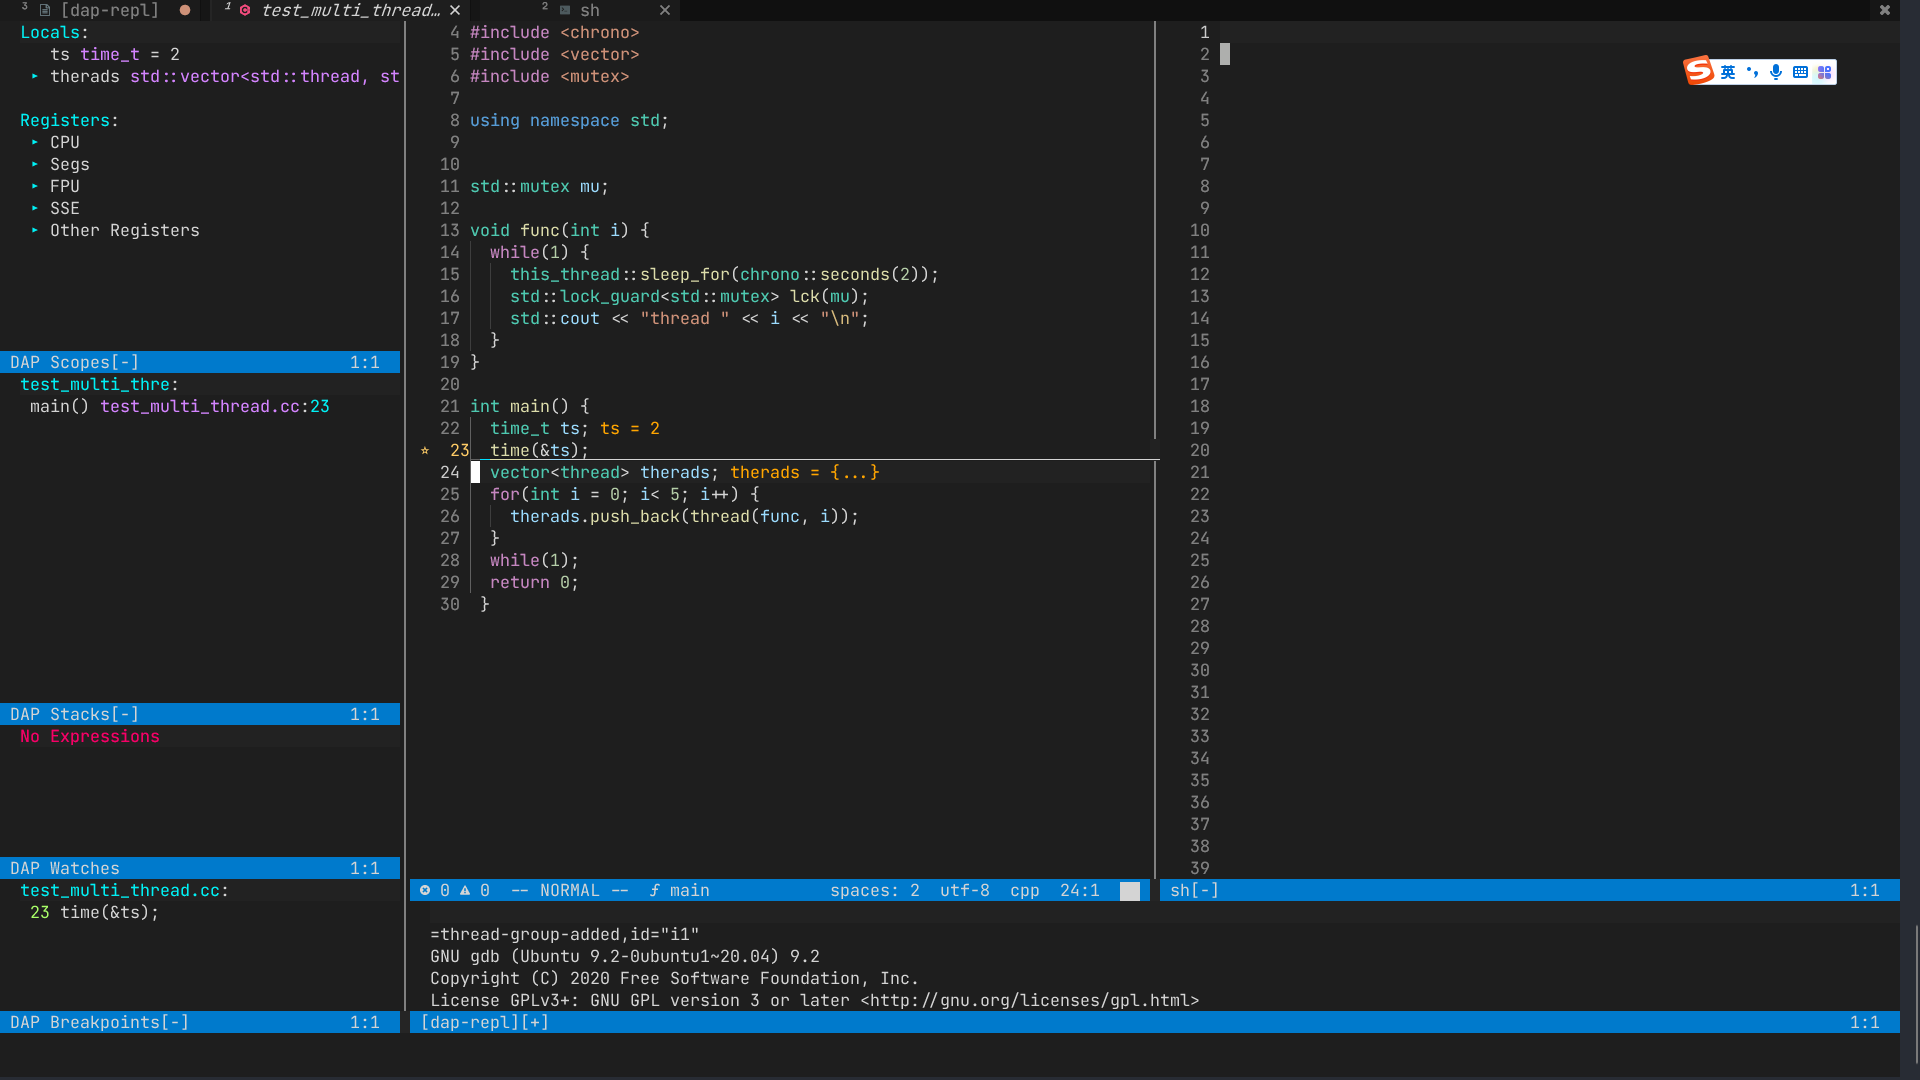 3 [dap-repl] 1 test_multi_thread… 2 sh
Locals:
ts time_t = 2
therads std::vector<std::thread, st
Registers:
CPU
Segs
FPU
SSE
Other Registers
DAP Scopes[-] 1:1
test_multi_thre:
main() test_multi_thread.cc:23
DAP Stacks[-] 1:1
No Expressions
DAP Watches 1:1
test_multi_thread.cc:
23 time(&ts);
DAP Breakpoints[-] 1:1
4 #include <chrono>
5 #include <vector>
6 #include <mutex>
7
8 using namespace std;
9
10
11 std::mutex mu;
12
13 void func(int i) {
14 while(1) {
15 this_thread::sleep_for(chrono::seconds(2));
16 std::lock_guard<std::mutex> lck(mu);
17 std::cout << "thread " << i << "\n";
18 }
19 }
20
21 int main() {
22 time_t ts; ts = 2
23 time(&ts);
24 vector<thread> therads; therads = {...}
25 for(int i = 0; i< 5; i++) {
26 therads.push_back(thread(func, i));
27 }
28 while(1);
29 return 0;
30 }
0 0 -- NORMAL -- f main spaces: 2 utf-8 cpp 24:1
=thread-group-added,id="i1"
GNU gdb (Ubuntu 9.2-0ubuntu1~20.04) 9.2
Copyright (C) 2020 Free Software Foundation, Inc.
License GPLv3+: GNU GPL version 3 or later <http://gnu.org/licenses/gpl.html>
[dap-repl][+] 1:1
1
2
3
4
5
6
7
8
9
10
11
12
13
14
15
16
17
18
19
20
21
22
23
24
25
26
27
28
29
30
31
32
33
34
35
36
37
38
39
sh[-] 1:1
S 英